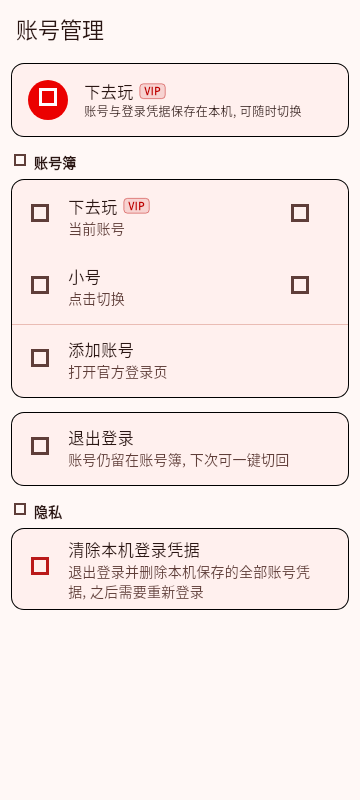 账号管理
下去玩 VIP
账号与登录凭据保存在本机, 可随时切换
账号簿
下去玩 VIP
当前账号
小号
点击切换
添加账号
打开官方登录页
退出登录
账号仍留在账号簿, 下次可一键切回
隐私
清除本机登录凭据
退出登录并删除本机保存的全部账号凭
据, 之后需要重新登录